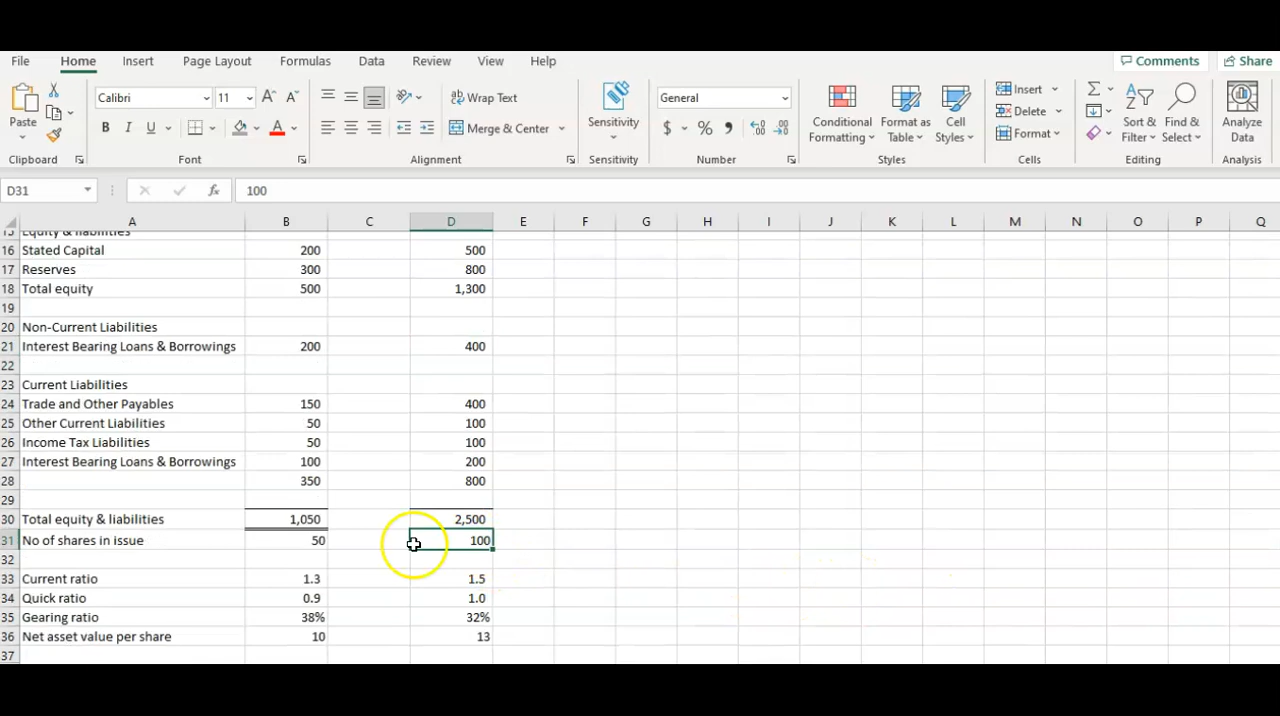 File Home Insert Page Layout Formulas Data Review View Help Comments Share
Calibri 11 Wrap Text General Insert
Paste Sensitivity Conditional Format as Cell Delete Sort & Find & Analyze
B I U A Merge & Center $ % Formatting Table Styles Format Filter Select Data
Clipboard Font Alignment Sensitivity Number Styles Cells Editing Analysis
D31 fx 100
A B C D E F G H I J K L M N O P Q
15 Equity & liabilities
16 Stated Capital 200 500
17 Reserves 300 800
18 Total equity 500 1,300
19
20 Non-Current Liabilities
21 Interest Bearing Loans & Borrowings 200 400
22
23 Current Liabilities
24 Trade and Other Payables 150 400
25 Other Current Liabilities 50 100
26 Income Tax Liabilities 50 100
27 Interest Bearing Loans & Borrowings 100 200
28 350 800
29
30 Total equity & liabilities 1,050 2,500
31 No of shares in issue 50 100
32
33 Current ratio 1.3 1.5
34 Quick ratio 0.9 1.0
35 Gearing ratio 38% 32%
36 Net asset value per share 10 13
37